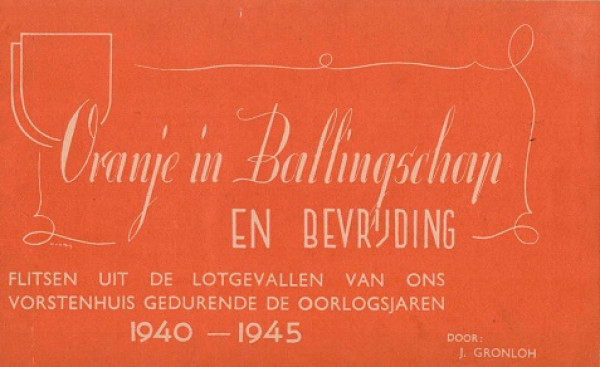 Oranje in Ballingschap
EN BEVRIJDING
FLITSEN UIT DE LOTGEVALLEN VAN ONS
VORSTENHUIS GEDURENDE DE OORLOGSJAREN
1940 — 1945
DOOR:
J. GRONLOH